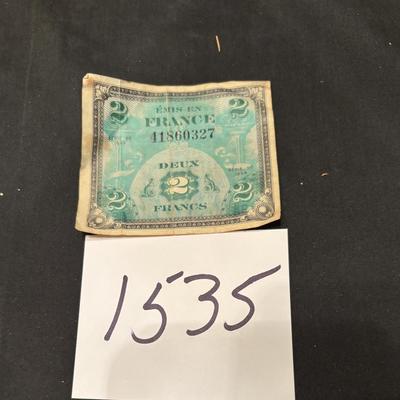 2 2
ÉMIS EN
FRANCE
41860327
DEUX
2 2 2
FRANCS
1535